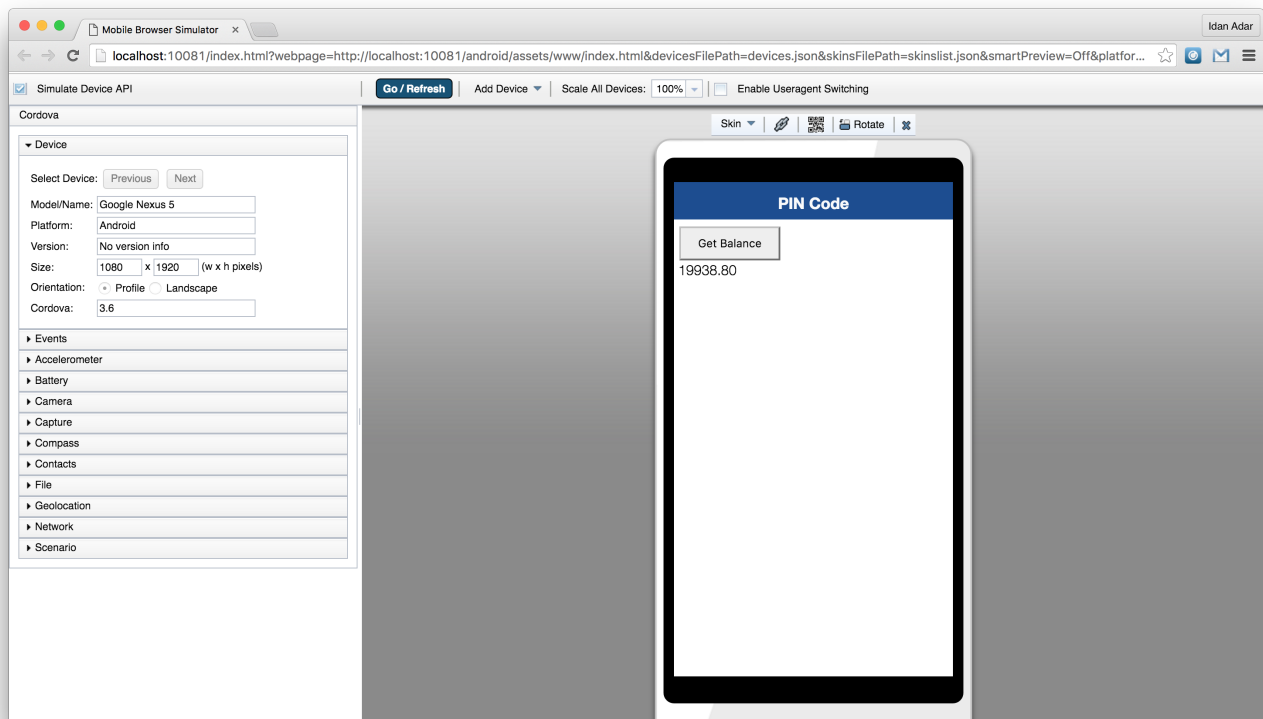 Mobile Browser Simulator ×
Idan Adar
localhost:10081/index.html?webpage=http://localhost:10081/android/assets/www/index.html&devicesFilePath=devices.json&skinsFilePath=skinslist.json&smartPreview=Off&platfor...
Simulate Device API
Go / Refresh Add Device Scale All Devices: 100% Enable Useragent Switching
Cordova
Skin Rotate
Device
Select Device: Previous Next
Model/Name: Google Nexus 5
Platform: Android
Version: No version info
Size: 1080 x 1920 (w x h pixels)
Orientation: Profile Landscape
Cordova: 3.6
Events
Accelerometer
Battery
Camera
Capture
Compass
Contacts
File
Geolocation
Network
Scenario
PIN Code
Get Balance
19938.80